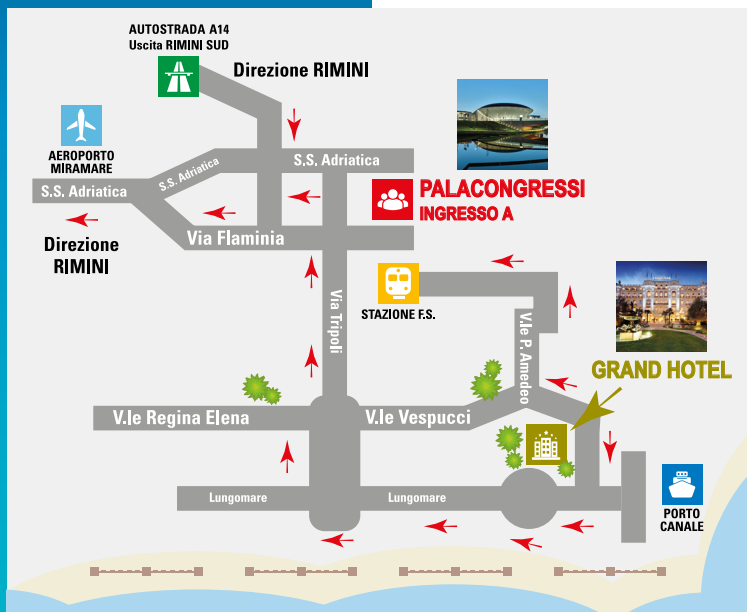 AUTOSTRADA A14
Uscita RIMINI SUD
Direzione RIMINI
AEROPORTO
MIRAMARE
S.S. Adriatica
S.S. Adriatica
S.S. Adriatica
PALACONGRESSI
INGRESSO A
Direzione
RIMINI
Via Flaminia
Via Tripoli
STAZIONE F.S.
V.le P. Amedeo
GRAND HOTEL
V.le Regina Elena
V.le Vespucci
Lungomare
Lungomare
PORTO
CANALE